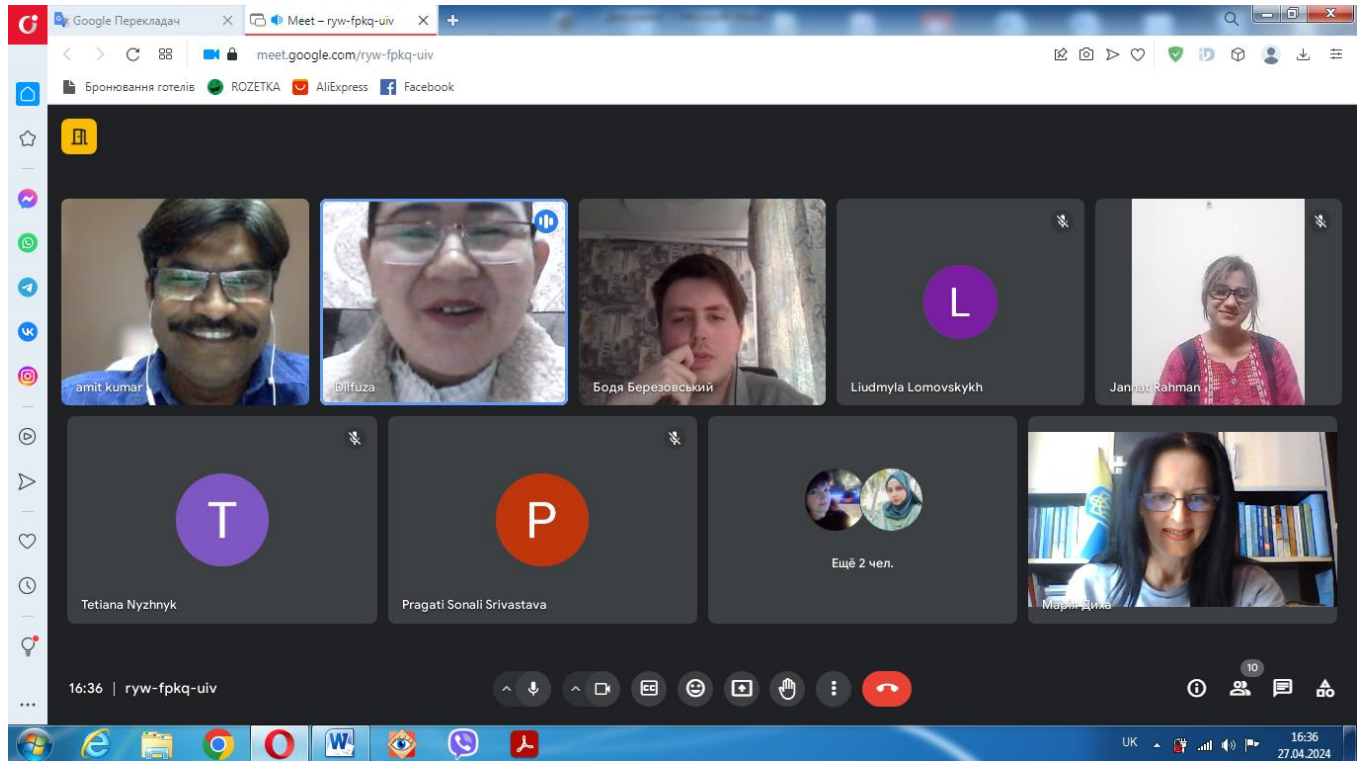 Google Перекладач
Meet – ryw-fpkq-uiv
meet.google.com/ryw-fpkq-uiv
Бронювання готелів
ROZETKA
AliExpress
Facebook
amit kumar
Dilfuza
Бодя Березовський
L
Liudmyla Lomovskykh
Jannat Rahman
T
Tetiana Nyzhnyk
P
Pragati Sonali Srivastava
Ещё 2 чел.
Марія Диха
16:36 | ryw-fpkq-uiv
10
UK
16:36
27.04.2024